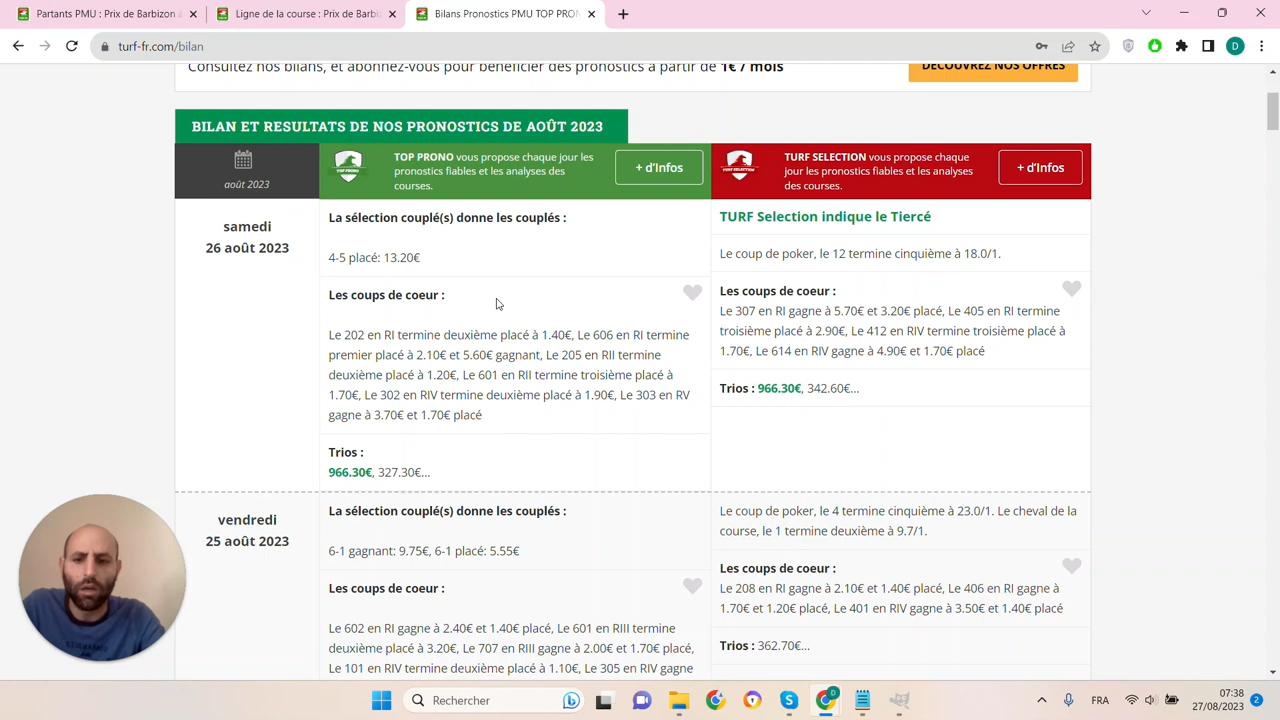 Partants PMU : Prix de Barbizon à
Ligne de la course : Prix de Barbiz
Bilans Pronostics PMU TOP PRON
turf-fr.com/bilan
D
Consultez nos bilans, et abonnez-vous pour bénéficier des pronostics à partir de 1€ / mois
DÉCOUVREZ NOS OFFRES
BILAN ET RESULTATS DE NOS PRONOSTICS DE AOÛT 2023
août 2023
TOP PRONO
TOP PRONO vous propose chaque jour les
pronostics fiables et les analyses des
courses.
+ d'Infos
TURF SELECTION
TURF SELECTION vous propose chaque
jour les pronostics fiables et les analyses
des courses.
+ d'Infos
samedi
26 août 2023
La sélection couplé(s) donne les couplés :
4-5 placé: 13.20€
Les coups de coeur :
Le 202 en RI termine deuxième placé à 1.40€, Le 606 en RI termine
premier placé à 2.10€ et 5.60€ gagnant, Le 205 en RII termine
deuxième placé à 1.20€, Le 601 en RII termine troisième placé à
1.70€, Le 302 en RIV termine deuxième placé à 1.90€, Le 303 en RV
gagne à 3.70€ et 1.70€ placé
Trios :
966.30€, 327.30€...
TURF Selection indique le Tiercé
Le coup de poker, le 12 termine cinquième à 18.0/1.
Les coups de coeur :
Le 307 en RI gagne à 5.70€ et 3.20€ placé, Le 405 en RI termine
troisième placé à 2.90€, Le 412 en RIV termine troisième placé à
1.70€, Le 614 en RIV gagne à 4.90€ et 1.70€ placé
Trios : 966.30€, 342.60€...
vendredi
25 août 2023
La sélection couplé(s) donne les couplés :
6-1 gagnant: 9.75€, 6-1 placé: 5.55€
Les coups de coeur :
Le 602 en RI gagne à 2.40€ et 1.40€ placé, Le 601 en RIII termine
deuxième placé à 3.20€, Le 707 en RIII gagne à 2.00€ et 1.70€ placé,
Le 101 en RIV termine deuxième placé à 1.10€, Le 305 en RIV gagne
Le coup de poker, le 4 termine cinquième à 23.0/1. Le cheval de la
course, le 1 termine deuxième à 9.7/1.
Les coups de coeur :
Le 208 en RI gagne à 2.10€ et 1.40€ placé, Le 406 en RI gagne à
1.70€ et 1.20€ placé, Le 401 en RIV gagne à 3.50€ et 1.40€ placé
Trios : 362.70€...
Rechercher
FRA
07:38
27/08/2023
2